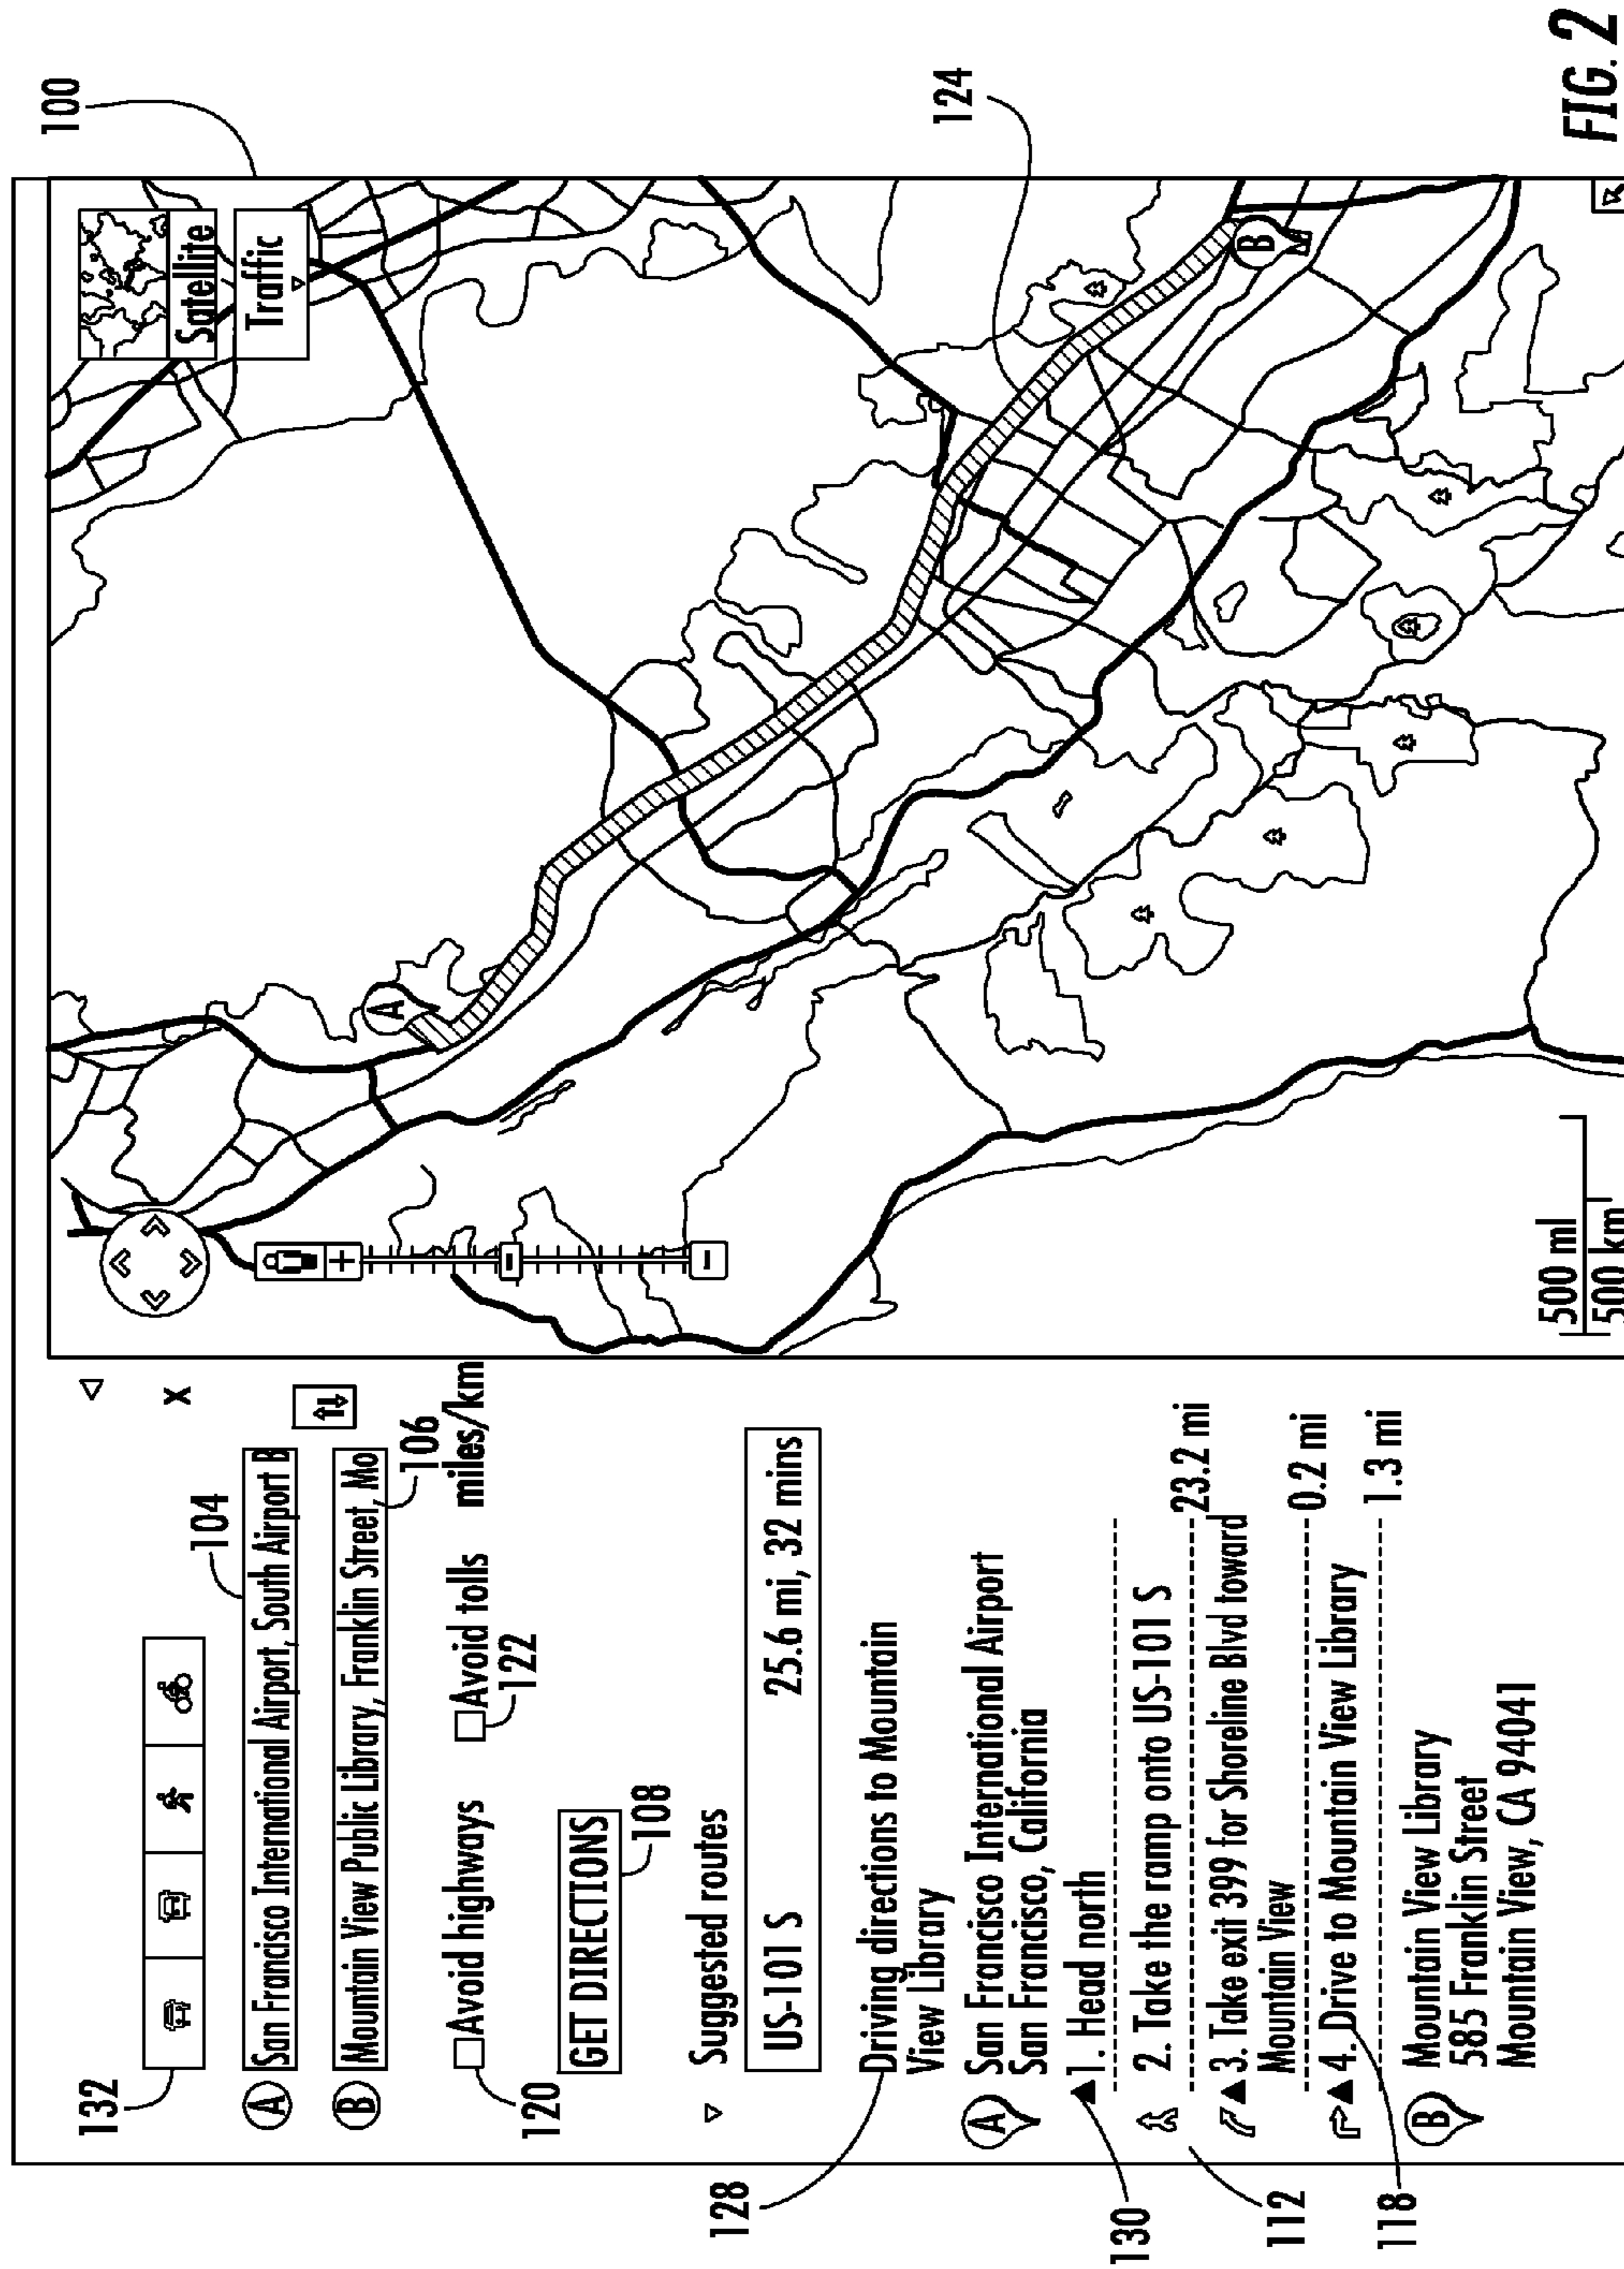 100
132
104
A San Francisco International Airport, South Airport B
B Mountain View Public Library, Franklin Street, Mo
106
x
Avoid highways
Avoid tolls
miles/km
120
122
GET DIRECTIONS
108
Suggested routes
US-101 S 25.6 mi, 32 mins
128
Driving directions to Mountain
View Library
A San Francisco International Airport
San Francisco, California
130
1. Head north
2. Take the ramp onto US-101 S
23.2 mi
112
3. Take exit 399 for Shoreline Blvd toward
Mountain View
0.2 mi
118
4. Drive to Mountain View Library
1.3 mi
B Mountain View Library
585 Franklin Street
Mountain View, CA 94041
Satellite
Traffic
A
124
B
500 ml
500 km
FIG. 2